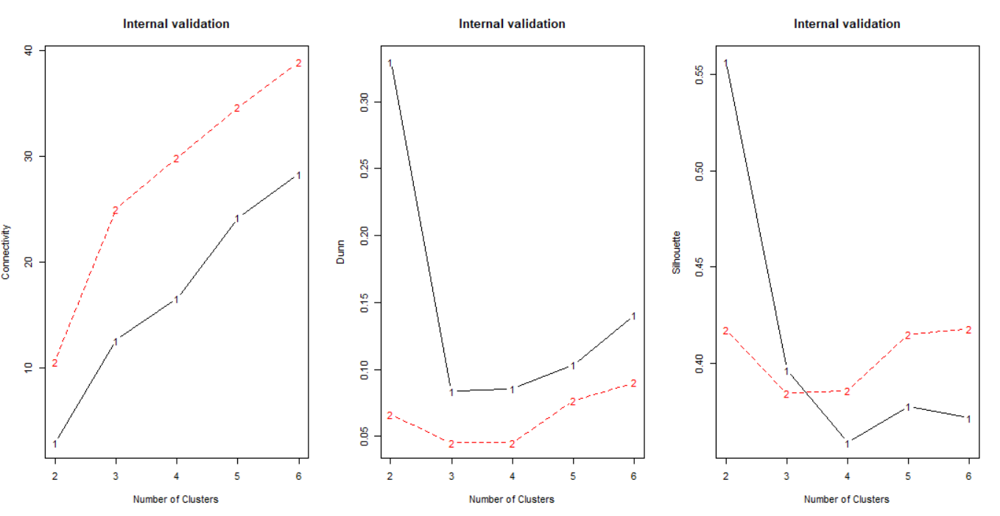 Internal validation
40
30
20
10
Connectivity
2 2 2 2 2
1 1 1 1 1
2 3 4 5 6
Number of Clusters
Internal validation
0.30
0.25
0.20
0.15
0.10
0.05
Dunn
1 1 1 1 1
2 2 2 2 2
2 3 4 5 6
Number of Clusters
Internal validation
0.55
0.50
0.45
0.40
Silhouette
1 1 1 1 1
2 2 2 2 2
2 3 4 5 6
Number of Clusters